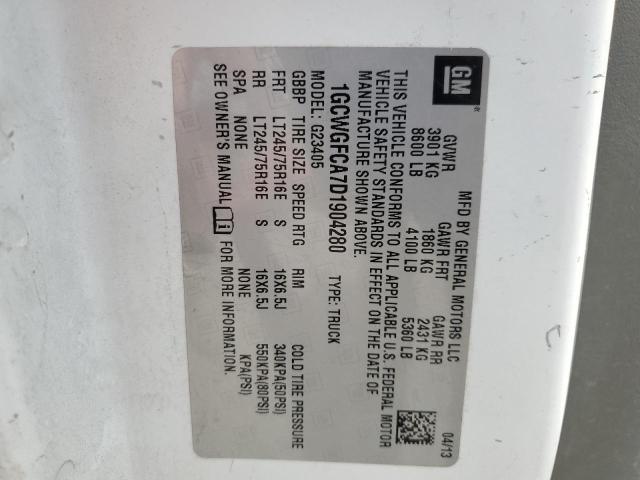 GM
MFD BY GENERAL MOTORS LLC 04/13
GVWR GAWR FRT GAWR RR
3901 KG 1860 KG 2431 KG
8600 LB 4100 LB 5360 LB
THIS VEHICLE CONFORMS TO ALL APPLICABLE U.S. FEDERAL MOTOR
VEHICLE SAFETY STANDARDS IN EFFECT ON THE DATE OF
MANUFACTURE SHOWN ABOVE.
1GCWGFCA7D1904280 TYPE: TRUCK
MODEL: G23405
GBBP TIRE SIZE SPEED RTG RIM COLD TIRE PRESSURE
FRT LT245/75R16E S 16X6.5J 340KPA(50PSI)
RR LT245/75R16E S 16X6.5J 550KPA(80PSI)
SPA NONE NONE KPA(PSI)
SEE OWNER'S MANUAL FOR MORE INFORMATION.